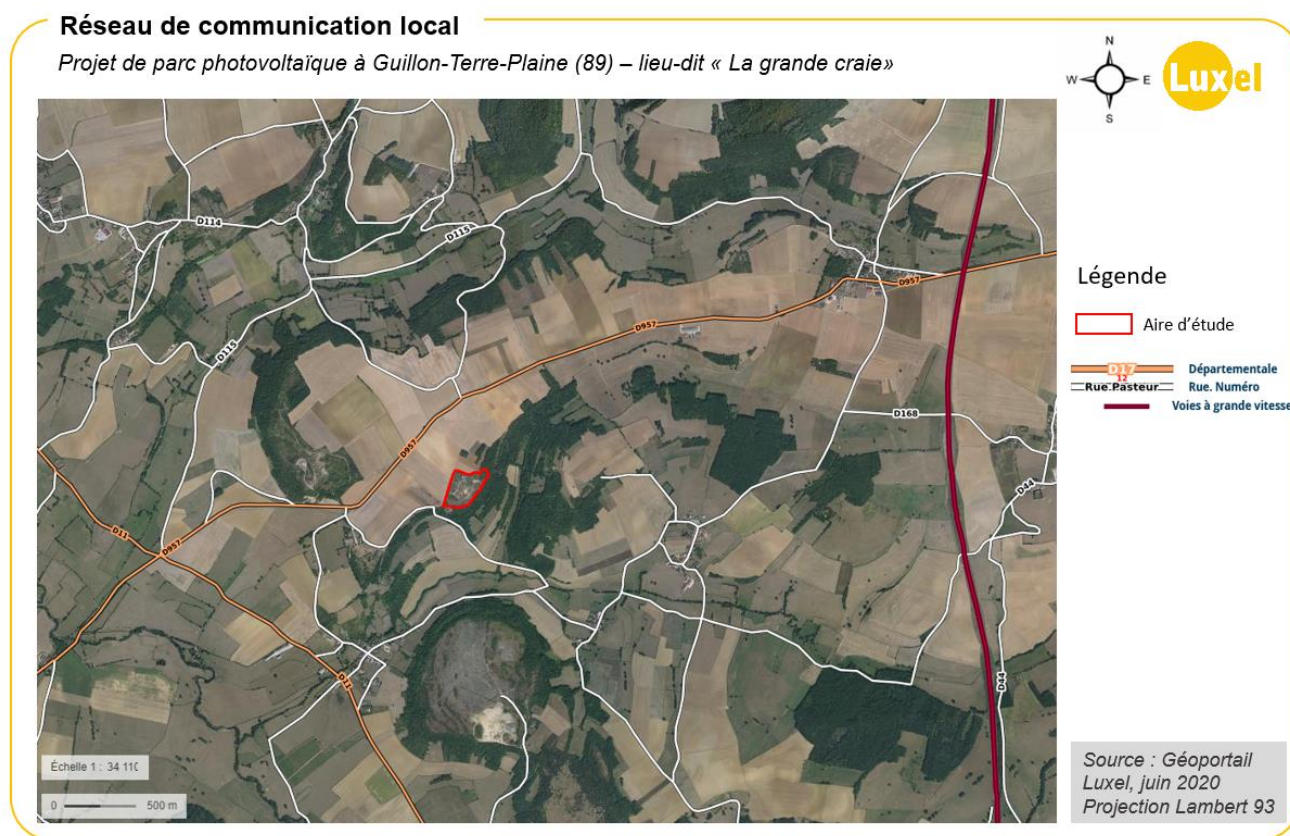 Réseau de communication local
Projet de parc photovoltaïque à Guillon-Terre-Plaine (89) – lieu-dit « La grande craie»
N
W E
S
Luxel
D114
D115
D957
D957
D115
D168
D957
D44
D11
D957
D11
D44
Légende
Aire d'étude
D17 Départementale
12
Rue Pasteur Rue. Numéro
Voies à grande vitesse
Échelle 1 : 34 110
0 500 m
Source : Géoportail
Luxel, juin 2020
Projection Lambert 93